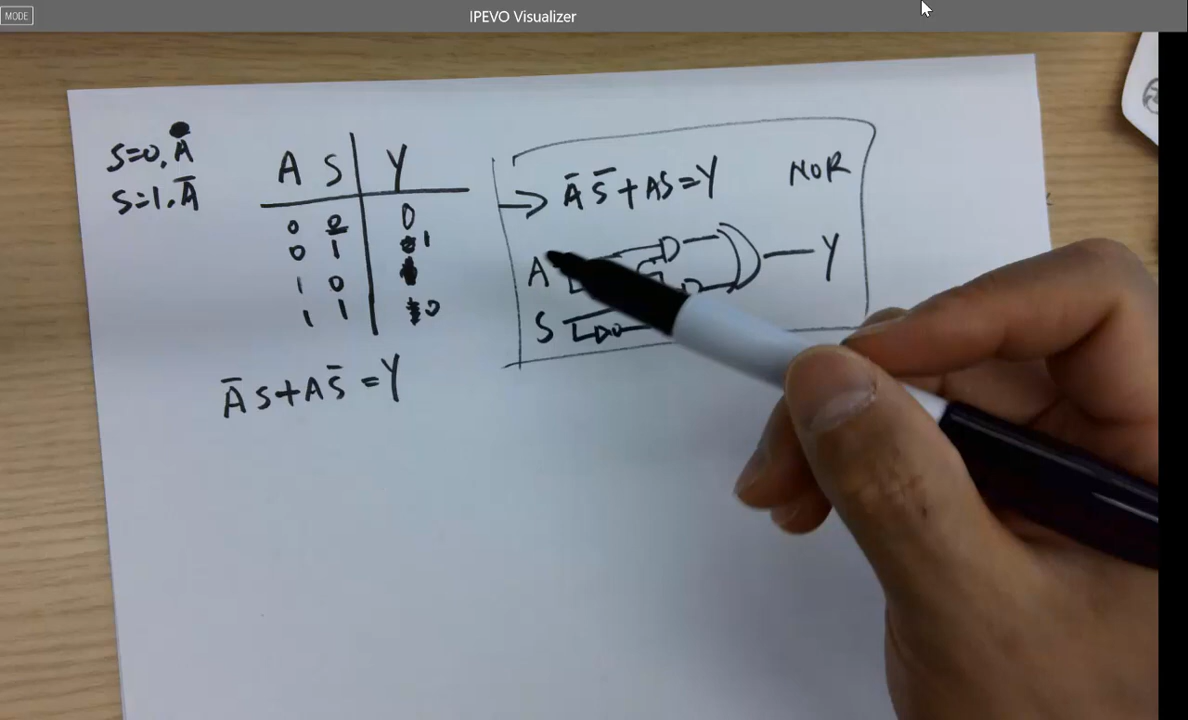 MODE
IPEVO Visualizer
S=0, A
S=1, Ā
A S Y
0 0 0
0 1 1
1 0
1 1 0
ĀS+AS̄=Y
ĀS̄+AS=Y
NOR
A
S
Y